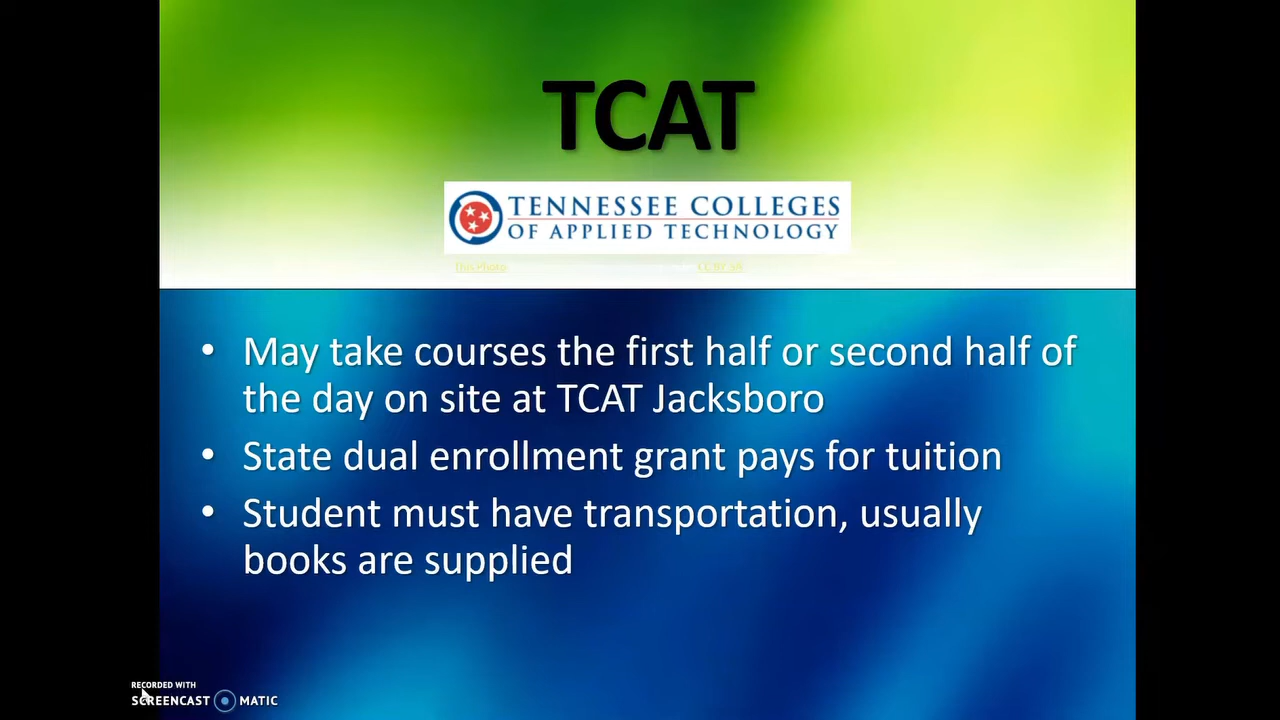 TCAT
TENNESSEE COLLEGES
OF APPLIED TECHNOLOGY
This Photo
• May take courses the first half or second half of
the day on site at TCAT Jacksboro
• State dual enrollment grant pays for tuition
• Student must have transportation, usually
books are supplied
RECORDED WITH
SCREENCAST MATIC